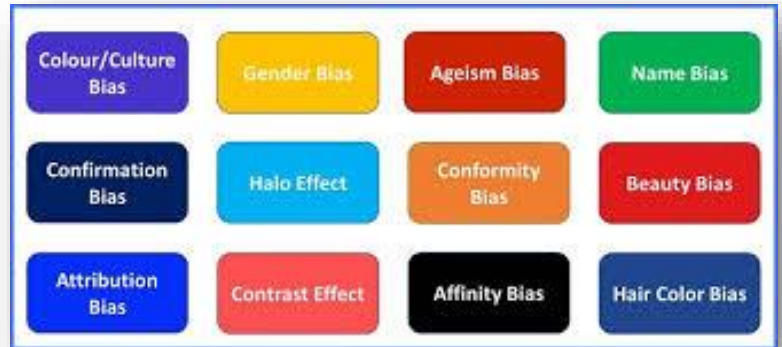 Colour/Culture
Bias
Gender Bias
Ageism Bias
Name Bias
Confirmation
Bias
Halo Effect
Conformity
Bias
Beauty Bias
Attribution
Bias
Contrast Effect
Affinity Bias
Hair Color Bias